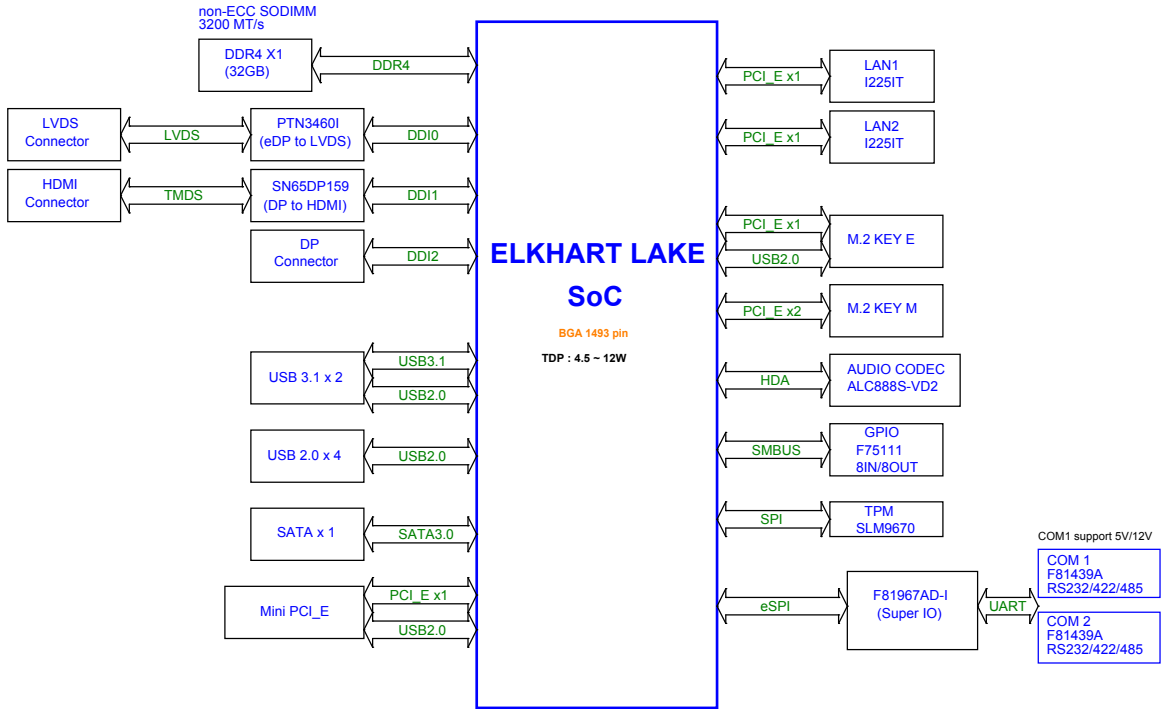 non-ECC SODIMM
3200 MT/s
DDR4 X1
(32GB)
DDR4
LVDS
Connector
LVDS
PTN3460I
(eDP to LVDS)
DDI0
HDMI
Connector
TMDS
SN65DP159
(DP to HDMI)
DDI1
DP
Connector
DDI2
USB 3.1 x 2
USB3.1
USB2.0
USB 2.0 x 4
USB2.0
SATA x 1
SATA3.0
Mini PCI_E
PCI_E x1
USB2.0
ELKHART LAKE
SoC
BGA 1493 pin
TDP : 4.5 ~ 12W
PCI_E x1
LAN1
I225IT
PCI_E x1
LAN2
I225IT
PCI_E x1
USB2.0
M.2 KEY E
PCI_E x2
M.2 KEY M
HDA
AUDIO CODEC
ALC888S-VD2
SMBUS
GPIO
F75111
8IN/8OUT
SPI
TPM
SLM9670
eSPI
F81967AD-I
(Super IO)
UART
COM1 support 5V/12V
COM 1
F81439A
RS232/422/485
COM 2
F81439A
RS232/422/485